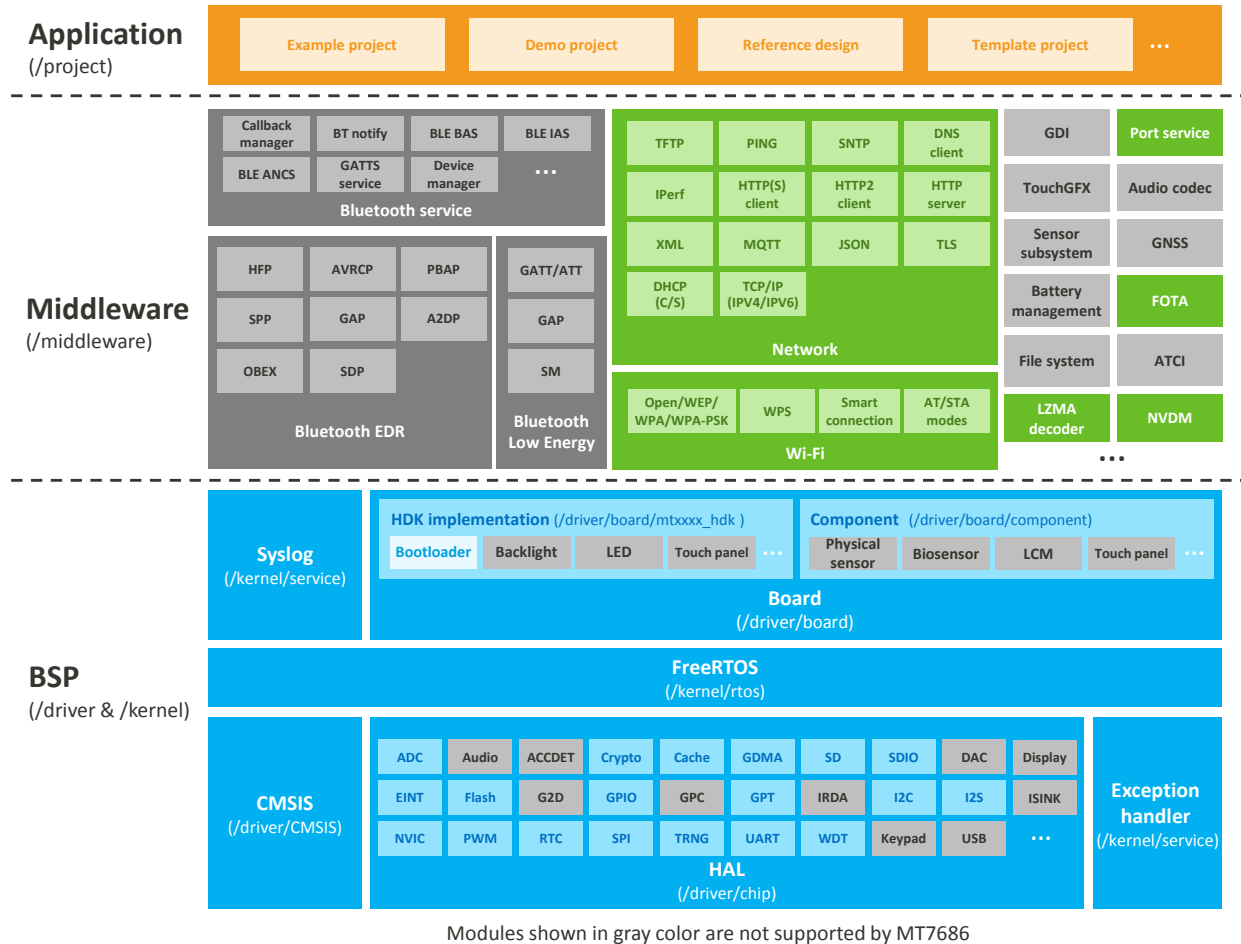 Application
(/project)
Example project
Demo project
Reference design
Template project
...
Middleware
(/middleware)
Callback
manager
BT notify
BLE BAS
BLE IAS
BLE ANCS
GATTS
service
Device
manager
...
Bluetooth service
HFP
AVRCP
PBAP
SPP
GAP
A2DP
OBEX
SDP
Bluetooth EDR
GATT/ATT
GAP
SM
Bluetooth
Low Energy
TFTP
PING
SNTP
DNS
client
IPerf
HTTP(S)
client
HTTP2
client
HTTP
server
XML
MQTT
JSON
TLS
DHCP
(C/S)
TCP/IP
(IPV4/IPV6)
Network
Open/WEP/
WPA/WPA-PSK
WPS
Smart
connection
AT/STA
modes
Wi-Fi
GDI
Port service
TouchGFX
Audio codec
Sensor
subsystem
GNSS
Battery
management
FOTA
File system
ATCI
LZMA
decoder
NVDM
...
BSP
(/driver & /kernel)
Syslog
(/kernel/service)
HDK implementation (/driver/board/mtxxxx_hdk )
Bootloader
Backlight
LED
Touch panel
...
Component (/driver/board/component)
Physical
sensor
Biosensor
LCM
Touch panel
...
Board
(/driver/board)
FreeRTOS
(/kernel/rtos)
CMSIS
(/driver/CMSIS)
ADC
Audio
ACCDET
Crypto
Cache
GDMA
SD
SDIO
DAC
Display
EINT
Flash
G2D
GPIO
GPC
GPT
IRDA
I2C
I2S
ISINK
NVIC
PWM
RTC
SPI
TRNG
UART
WDT
Keypad
USB
...
HAL
(/driver/chip)
Exception
handler
(/kernel/service)
Modules shown in gray color are not supported by MT7686